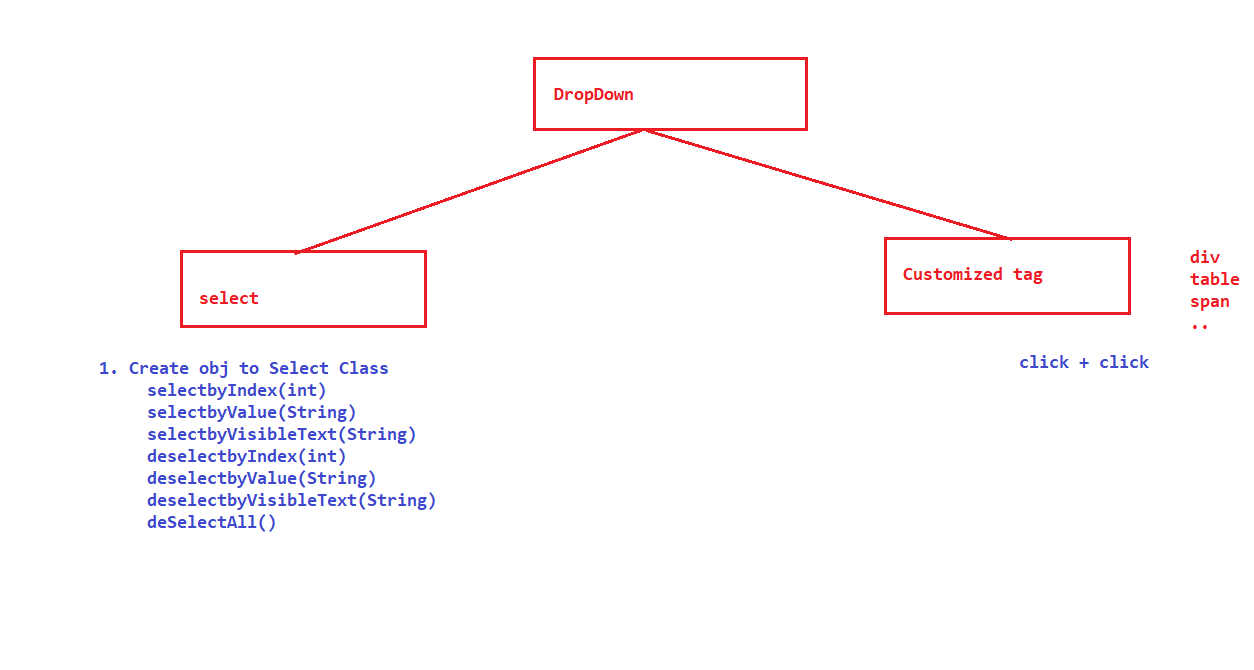 DropDown
select
Customized tag
div
table
span
..
1. Create obj to Select Class
selectbyIndex(int)
selectbyValue(String)
selectbyVisibleText(String)
deselectbyIndex(int)
deselectbyValue(String)
deselectbyVisibleText(String)
deSelectAll()
click + click